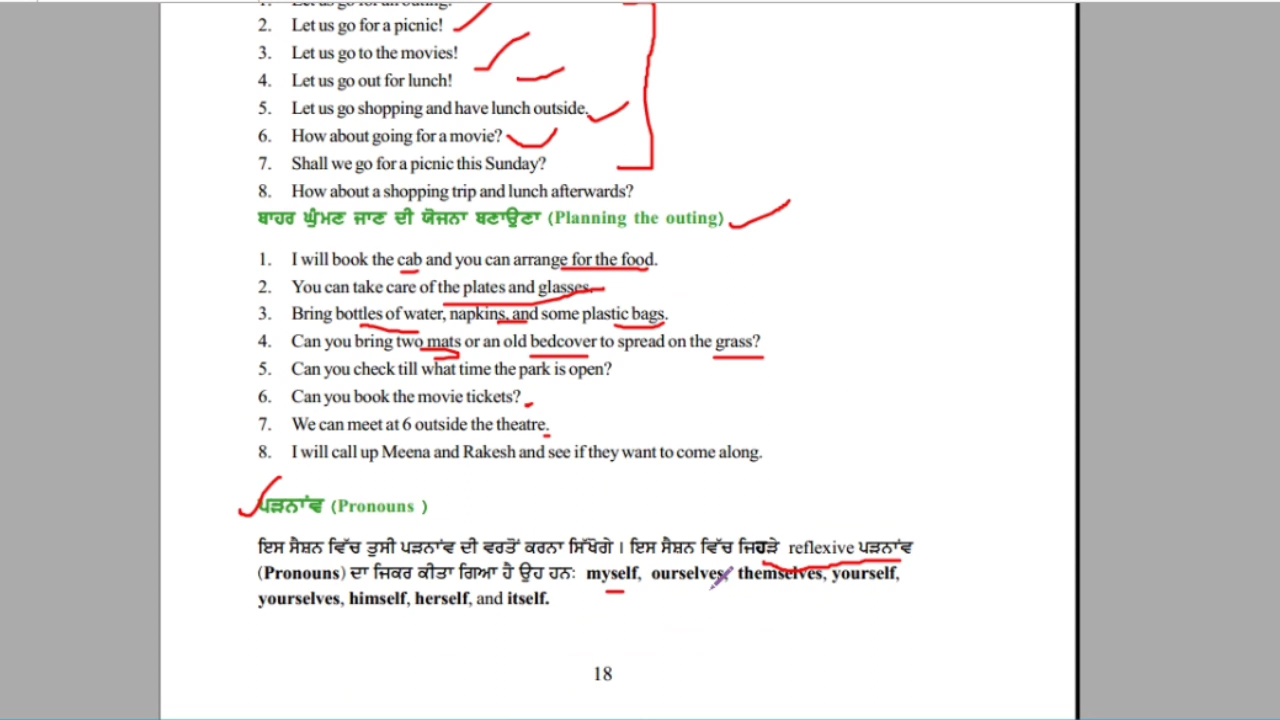 1. Let us go for an outing!
2. Let us go for a picnic!
3. Let us go to the movies!
4. Let us go out for lunch!
5. Let us go shopping and have lunch outside.
6. How about going for a movie?
7. Shall we go for a picnic this Sunday?
8. How about a shopping trip and lunch afterwards?
ਬਾਹਰ ਘੁੰਮਣ ਜਾਣ ਦੀ ਯੋਜਨਾ ਬਣਾਉਣਾ (Planning the outing)
1. I will book the cab and you can arrange for the food.
2. You can take care of the plates and glasses.
3. Bring bottles of water, napkins, and some plastic bags.
4. Can you bring two mats or an old bedcover to spread on the grass?
5. Can you check till what time the park is open?
6. Can you book the movie tickets?
7. We can meet at 6 outside the theatre.
8. I will call up Meena and Rakesh and see if they want to come along.
ਪੜਨਾਂਵ (Pronouns )
ਇਸ ਸੈਸ਼ਨ ਵਿੱਚ ਤੁਸੀ ਪੜਨਾਂਵ ਦੀ ਵਰਤੋਂ ਕਰਨਾ ਸਿੱਖੋਗੇ । ਇਸ ਸੈਸ਼ਨ ਵਿੱਚ ਜਿਹੜੇ reflexive ਪੜਨਾਂਵ
(Pronouns) ਦਾ ਜਿਕਰ ਕੀਤਾ ਗਿਆ ਹੈ ਉਹ ਹਨ: myself, ourselves, themselves, yourself,
yourselves, himself, herself, and itself.
18